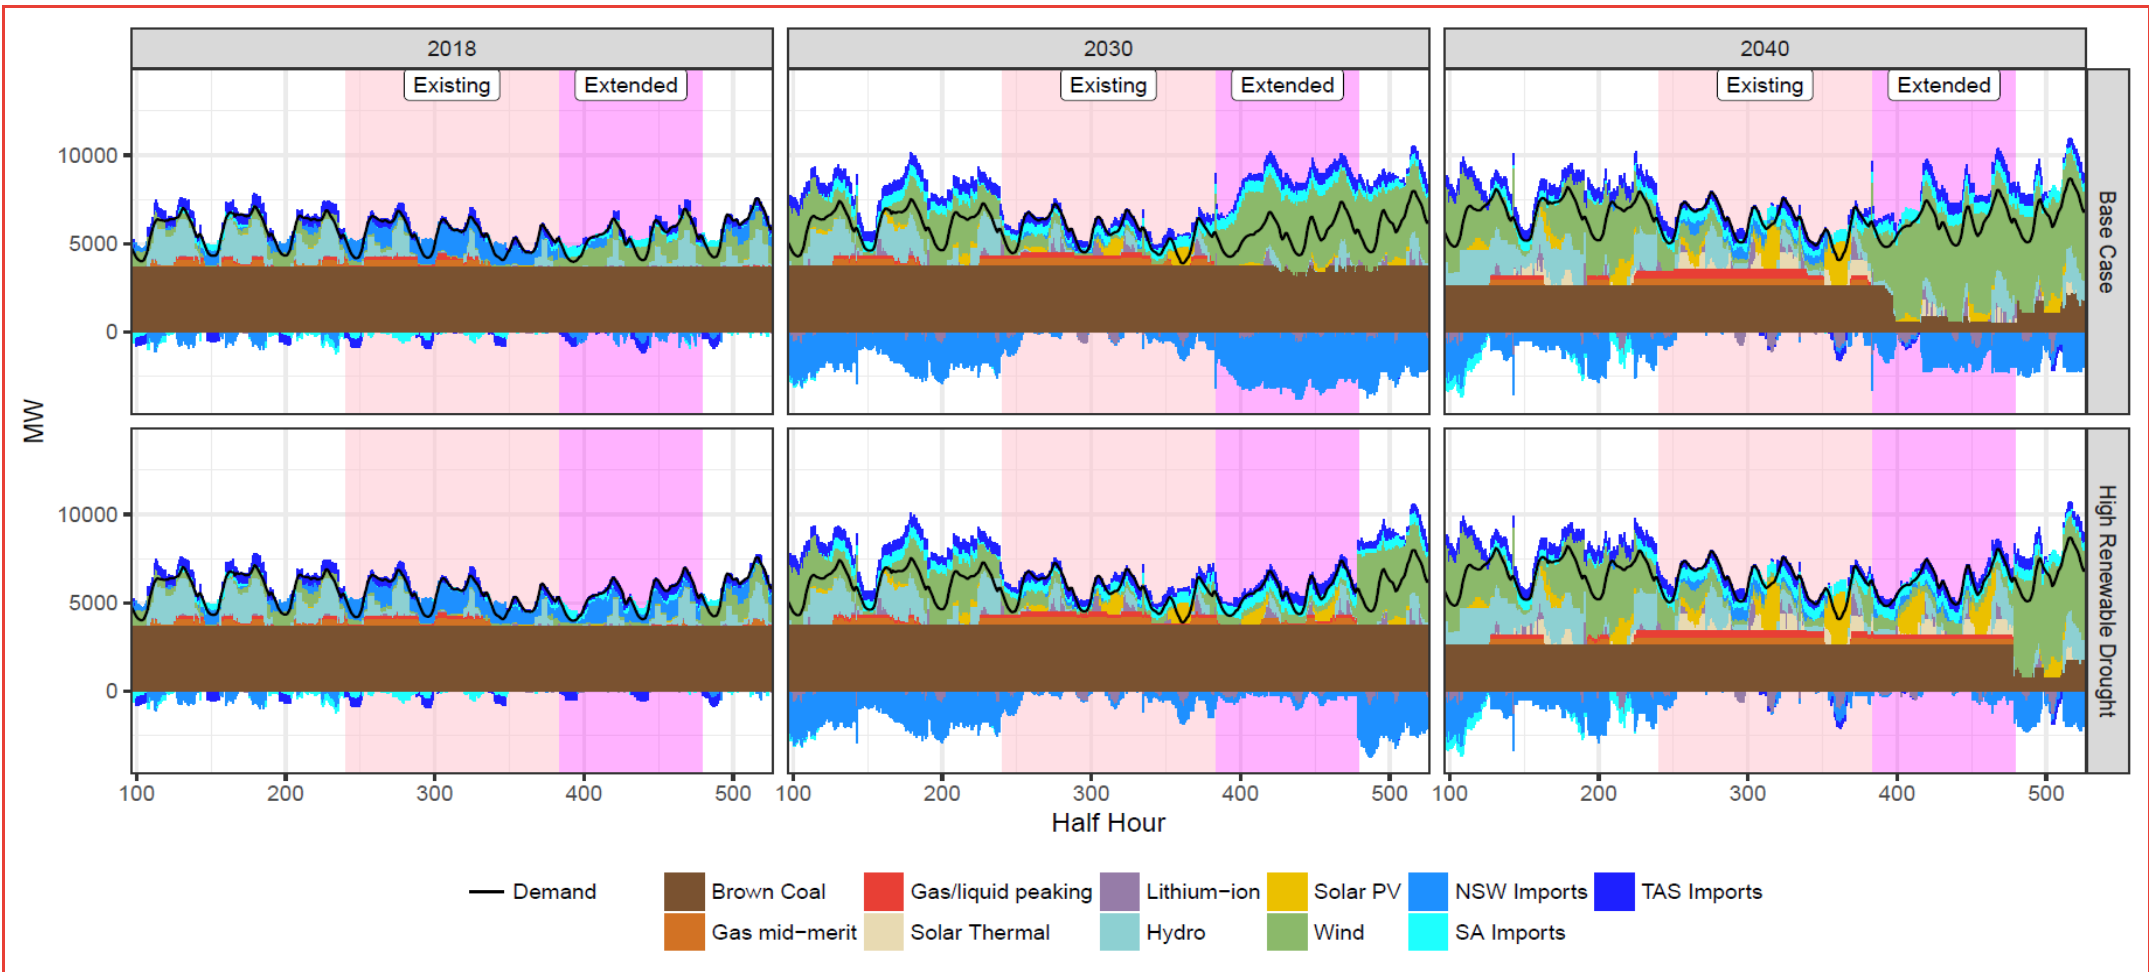 2018 2030 2040
Existing Extended Existing Extended Existing Extended
10000
5000
0
Base Case
MW
10000
5000
0
High Renewable Drought
100 200 300 400 500 100 200 300 400 500 100 200 300 400 500
Half Hour
Demand Brown Coal Gas/liquid peaking Lithium−ion Solar PV NSW Imports TAS Imports
Gas mid−merit Solar Thermal Hydro Wind SA Imports